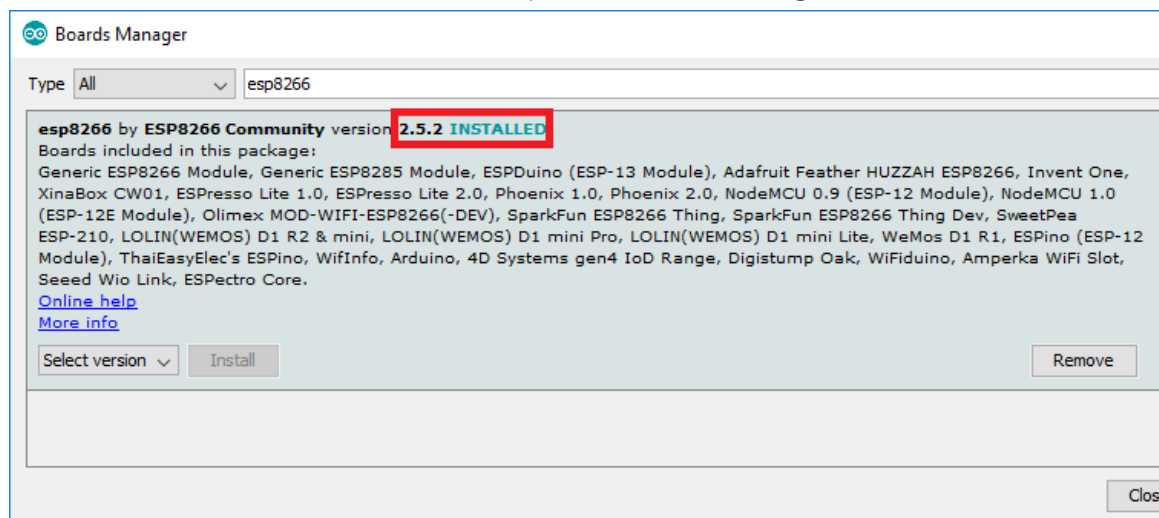 Boards Manager
Type All esp8266
esp8266 by ESP8266 Community version 2.5.2 INSTALLED
Boards included in this package:
Generic ESP8266 Module, Generic ESP8285 Module, ESPDuino (ESP-13 Module), Adafruit Feather HUZZAH ESP8266, Invent One,
XinaBox CW01, ESPresso Lite 1.0, ESPresso Lite 2.0, Phoenix 1.0, Phoenix 2.0, NodeMCU 0.9 (ESP-12 Module), NodeMCU 1.0
(ESP-12E Module), Olimex MOD-WIFI-ESP8266(-DEV), SparkFun ESP8266 Thing, SparkFun ESP8266 Thing Dev, SweetPea
ESP-210, LOLIN(WEMOS) D1 R2 & mini, LOLIN(WEMOS) D1 mini Pro, LOLIN(WEMOS) D1 mini Lite, WeMos D1 R1, ESPino (ESP-12
Module), ThaiEasyElec's ESPino, WifInfo, Arduino, 4D Systems gen4 IoD Range, Digistump Oak, WiFiduino, Amperka WiFi Slot,
Seeed Wio Link, ESPectro Core.
Online help
More info
Select version Install Remove
Clos